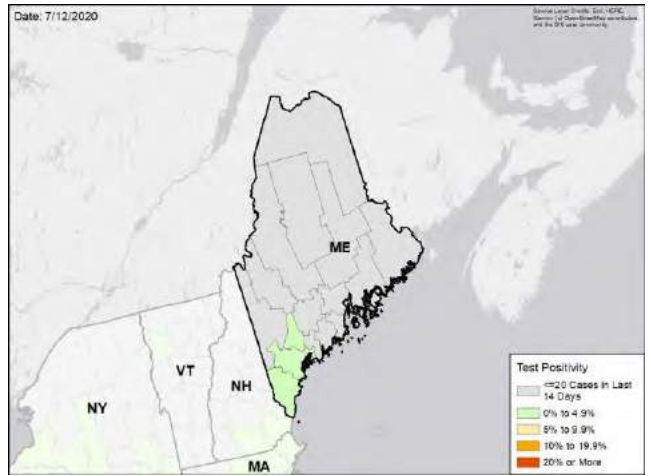 Date: 7/12/2020
ME
VT
NH
NY
MA
Test Positivity
<=20 Cases in Last
14 Days
0% to 4.9%
5% to 9.9%
10% to 19.9%
20% or More